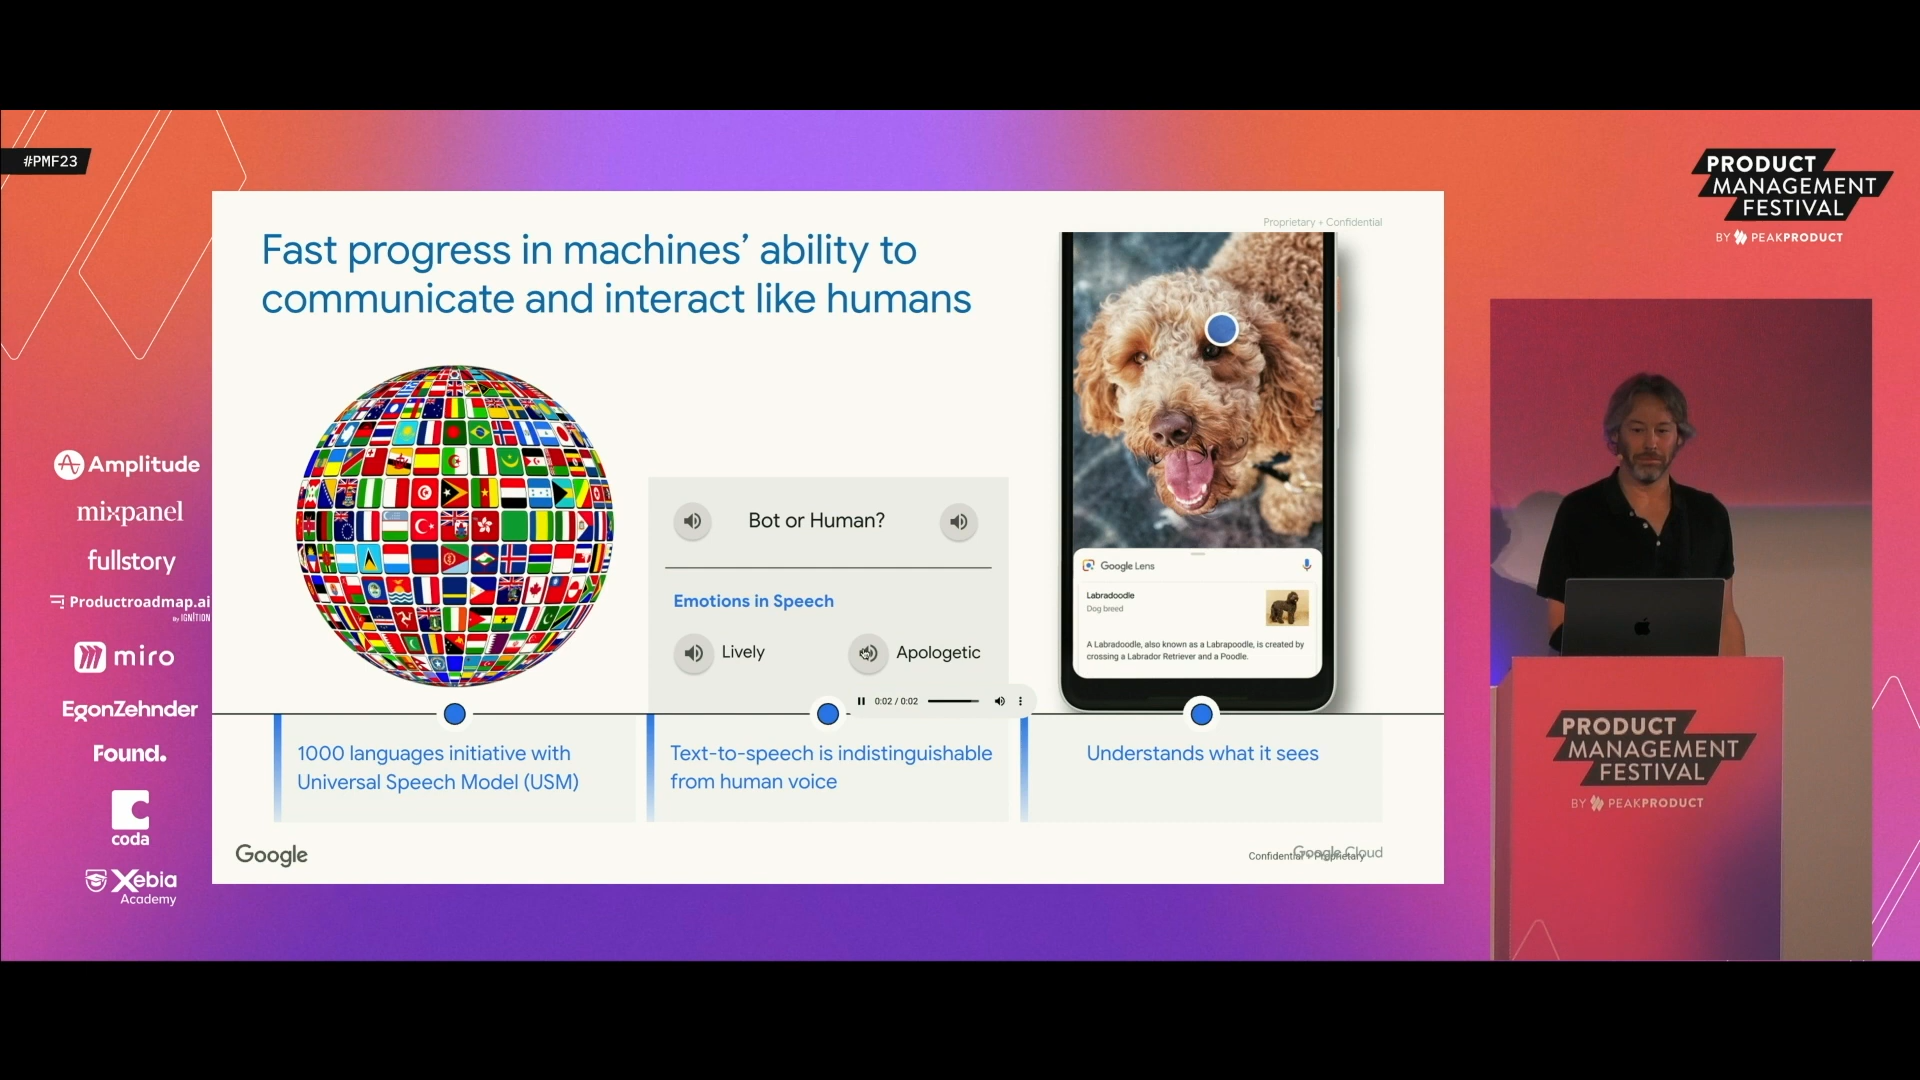 #PMF23
PRODUCT
MANAGEMENT
FESTIVAL
BY PEAKPRODUCT
Proprietary + Confidential
Fast progress in machines’ ability to
communicate and interact like humans
Amplitude
mixpanel
fullstory
Productroadmap.ai
By IGNITION
miro
EgonZehnder
Found.
coda
Xebia
Academy
Bot or Human?
Emotions in Speech
Lively
Apologetic
0:02 / 0:02
Google Lens
Labradoodle
Dog breed
A Labradoodle, also known as a Labrapoodle, is created by
crossing a Labrador Retriever and a Poodle.
1000 languages initiative with
Universal Speech Model (USM)
Text-to-speech is indistinguishable
from human voice
Understands what it sees
Google
Google Cloud
Confidential + Proprietary
PRODUCT
MANAGEMENT
FESTIVAL
BY PEAKPRODUCT